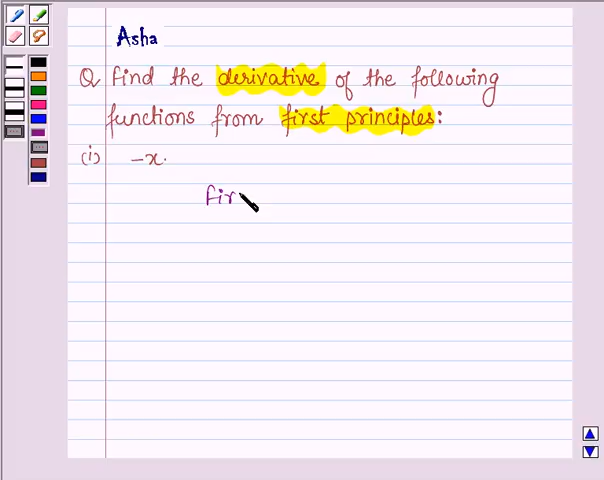 Asha
Q Find the derivative of the following
functions from first principles:
(i) -x.
Fir